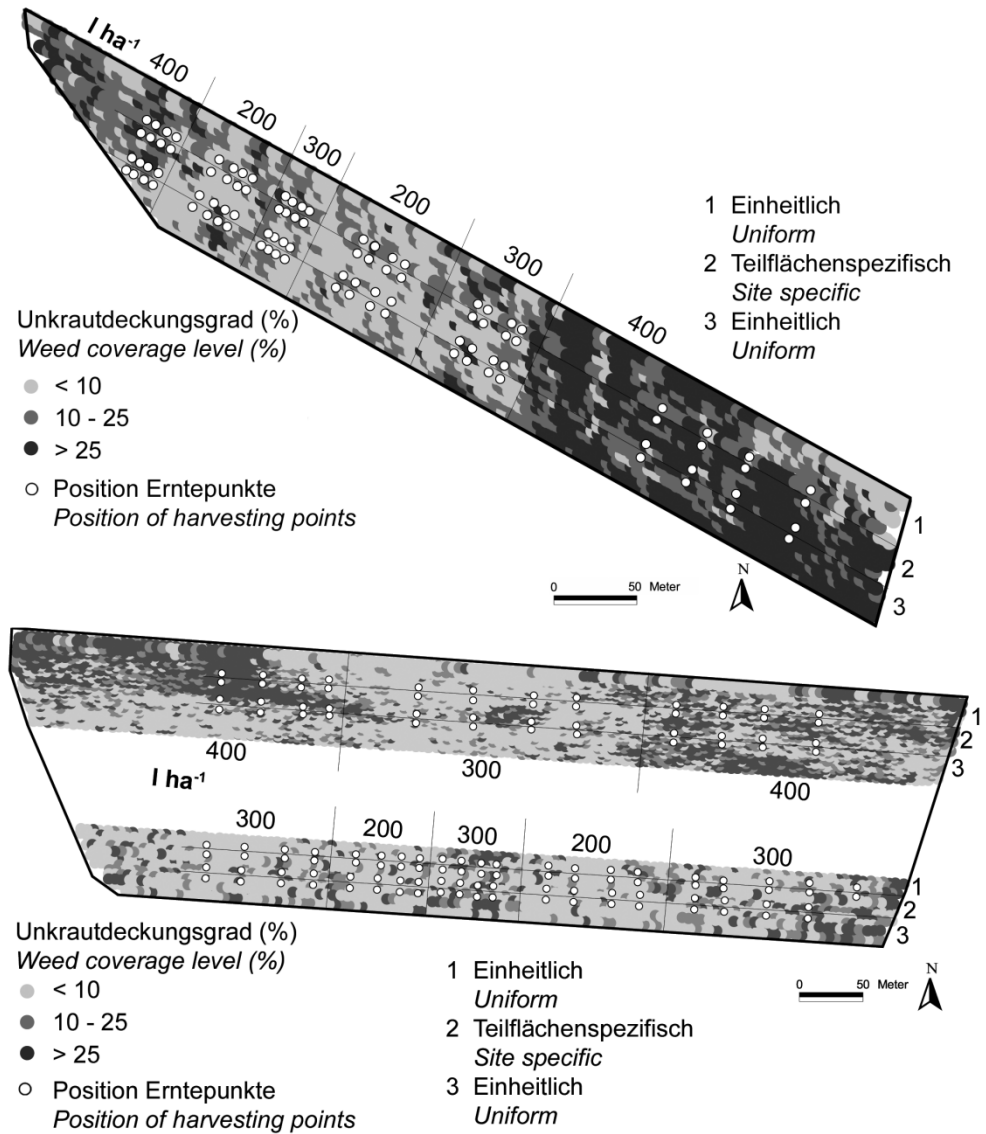 l ha⁻¹
400
200
300
200
300
400
1 Einheitlich
Uniform
2 Teilflächenspezifisch
Site specific
3 Einheitlich
Uniform
Unkrautdeckungsgrad (%)
Weed coverage level (%)
< 10
10 - 25
> 25
Position Erntepunkte
Position of harvesting points
1
2
3
0 50 Meter
N
1
2
3
400
300
400
l ha⁻¹
300
200
300
200
300
1
2
3
Unkrautdeckungsgrad (%)
Weed coverage level (%)
< 10
10 - 25
> 25
Position Erntepunkte
Position of harvesting points
1 Einheitlich
Uniform
2 Teilflächenspezifisch
Site specific
3 Einheitlich
Uniform
0 50 Meter
N